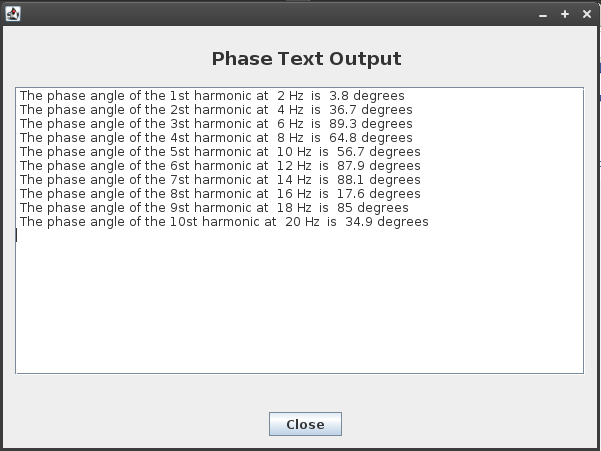 Phase Text Output
The phase angle of the 1st harmonic at  2 Hz  is  3.8 degrees
The phase angle of the 2st harmonic at  4 Hz  is  36.7 degrees
The phase angle of the 3st harmonic at  6 Hz  is  89.3 degrees
The phase angle of the 4st harmonic at  8 Hz  is  64.8 degrees
The phase angle of the 5st harmonic at  10 Hz  is  56.7 degrees
The phase angle of the 6st harmonic at  12 Hz  is  87.9 degrees
The phase angle of the 7st harmonic at  14 Hz  is  88.1 degrees
The phase angle of the 8st harmonic at  16 Hz  is  17.6 degrees
The phase angle of the 9st harmonic at  18 Hz  is  85 degrees
The phase angle of the 10st harmonic at  20 Hz  is  34.9 degrees
Close